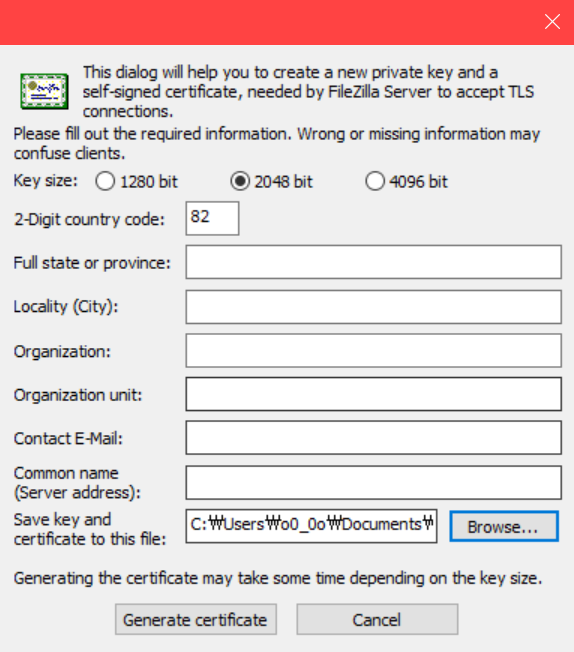 This dialog will help you to create a new private key and a
self-signed certificate, needed by FileZilla Server to accept TLS
connections.
Please fill out the required information. Wrong or missing information may
confuse clients.
Key size: 1280 bit 2048 bit 4096 bit
2-Digit country code: 82
Full state or province:
Locality (City):
Organization:
Organization unit:
Contact E-Mail:
Common name
(Server address):
Save key and
certificate to this file: C:₩Users₩o0_0o₩Documents₩ Browse...
Generating the certificate may take some time depending on the key size.
Generate certificate Cancel